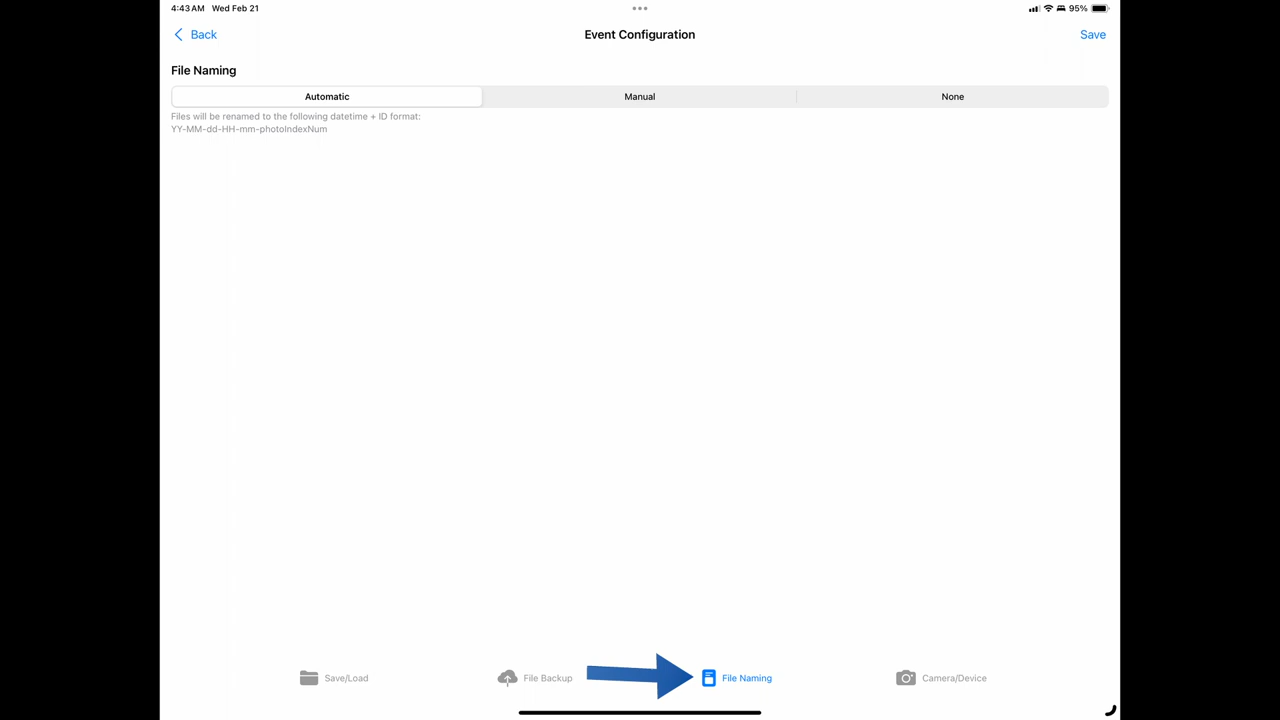 4:43 AM Wed Feb 21
95%
Back
Event Configuration
Save
File Naming
Automatic
Manual
None
Files will be renamed to the following datetime + ID format:
YY-MM-dd-HH-mm-photoIndexNum
Save/Load
File Backup
File Naming
Camera/Device